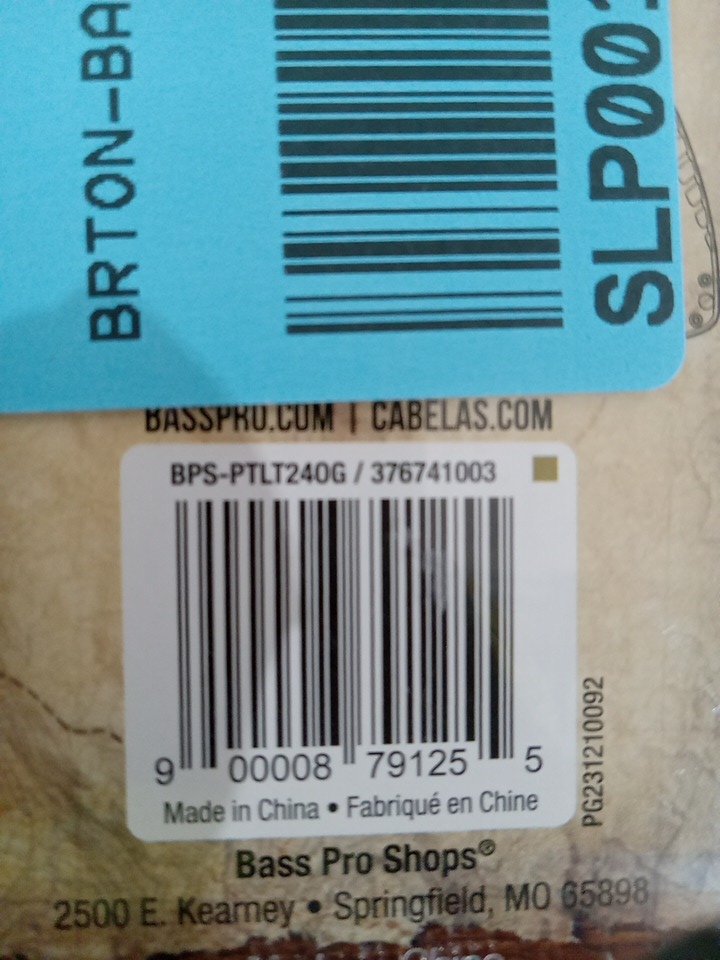 BRTON-BA
SLP00
BASSPRO.COM | CABELAS.COM
BPS-PTLT240G / 376741003
9 00008 79125 5
Made in China • Fabriqué en Chine
PG231210092
Bass Pro Shops®
2500 E. Kearney • Springfield, MO 65898